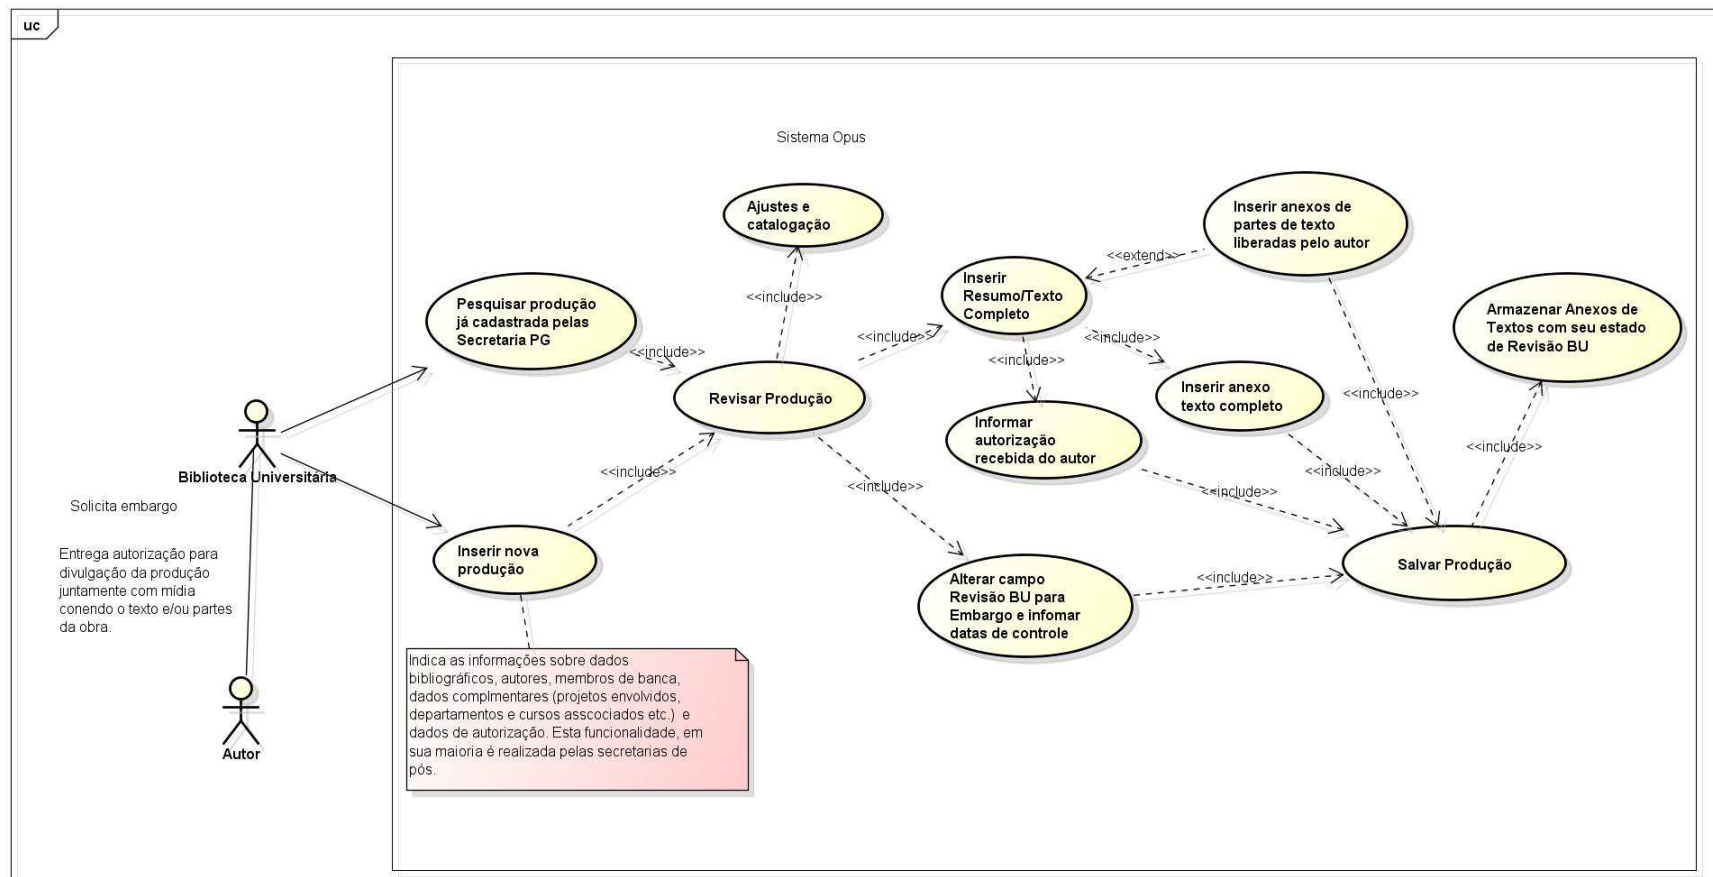 uc
Sistema Opus
Ajustes e
catalogação
Inserir anexos de
partes de texto
liberadas pelo autor
<<extend>>
Inserir
Resumo/Texto
Completo
<<include>>
Pesquisar produção
já cadastrada pelas
Secretaria PG
Armazenar Anexos de
Textos com seu estado
de Revisão BU
<<include>>
<<include>>
<<include>>
<<include>>
<<include>>
Revisar Produção
Inserir anexo
texto completo
<<include>>
Informar
autorização
recebida do autor
<<include>>
Biblioteca Universitária
<<include>>
<<include>>
<<include>>
<<include>>
Solicita embargo
Entrega autorização para
divulgação da produção
juntamente com mídia
conendo o texto e/ou partes
da obra.
Inserir nova
produção
Salvar Produção
Alterar campo
Revisão BU para
Embargo e infomar
datas de controle
<<include>>
Indica as informações sobre dados
bibliográficos, autores, membros de banca,
dados complmentares (projetos envolvidos,
departamentos e cursos asscociados etc.)  e
dados de autorização. Esta funcionalidade, em
sua maioria é realizada pelas secretarias de
pós.
Autor